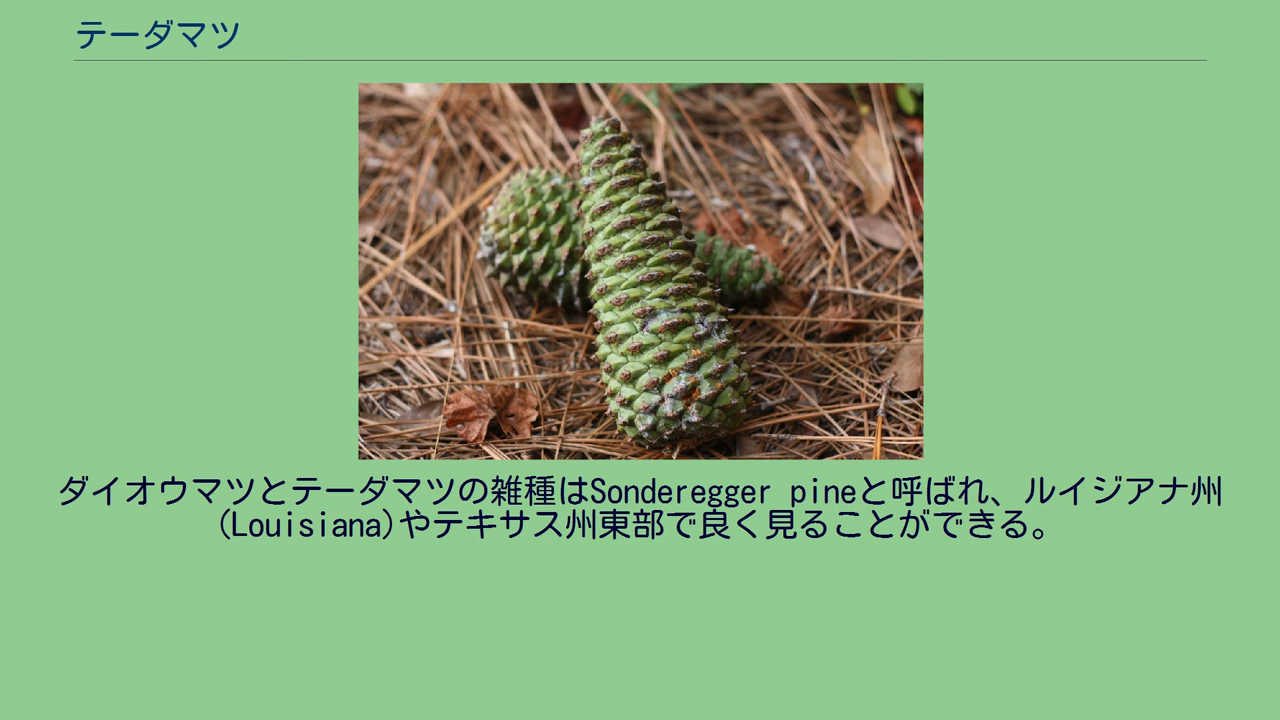 テーダマツ
ダイオウマツとテーダマツの雑種はSonderegger pineと呼ばれ、ルイジアナ州
(Louisiana)やテキサス州東部で良く見ることができる。